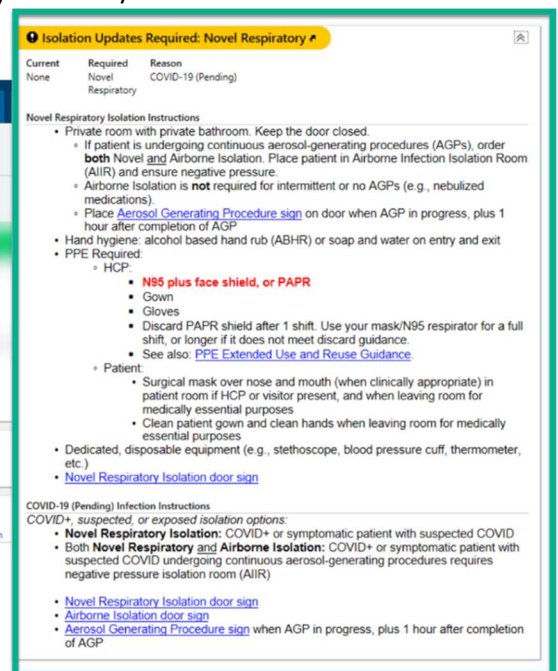 Isolation Updates Required: Novel Respiratory
Current Required Reason
None Novel COVID-19 (Pending)
Respiratory
Novel Respiratory Isolation Instructions
• Private room with private bathroom. Keep the door closed.
◦ If patient is undergoing continuous aerosol-generating procedures (AGPs), order
both Novel and Airborne Isolation. Place patient in Airborne Infection Isolation Room
(AIIR) and ensure negative pressure.
◦ Airborne Isolation is not required for intermittent or no AGPs (e.g., nebulized
medications).
◦ Place Aerosol Generating Procedure sign on door when AGP in progress, plus 1
hour after completion of AGP
• Hand hygiene: alcohol based hand rub (ABHR) or soap and water on entry and exit
• PPE Required:
◦ HCP:
▪ N95 plus face shield, or PAPR
▪ Gown
▪ Gloves
▪ Discard PAPR shield after 1 shift. Use your mask/N95 respirator for a full
shift, or longer if it does not meet discard guidance.
▪ See also: PPE Extended Use and Reuse Guidance.
◦ Patient:
• Surgical mask over nose and mouth (when clinically appropriate) in
patient room if HCP or visitor present, and when leaving room for
medically essential purposes
• Clean patient gown and clean hands when leaving room for medically
essential purposes
• Dedicated, disposable equipment (e.g., stethoscope, blood pressure cuff, thermometer,
etc.)
• Novel Respiratory Isolation door sign
COVID-19 (Pending) Infection Instructions
COVID+, suspected, or exposed isolation options:
• Novel Respiratory Isolation: COVID+ or symptomatic patient with suspected COVID
• Both Novel Respiratory and Airborne Isolation: COVID+ or symptomatic patient with
suspected COVID undergoing continuous aerosol-generating procedures requires
negative pressure isolation room (AIIR)
• Novel Respiratory Isolation door sign
• Airborne Isolation door sign
• Aerosol Generating Procedure sign when AGP in progress, plus 1 hour after completion
of AGP